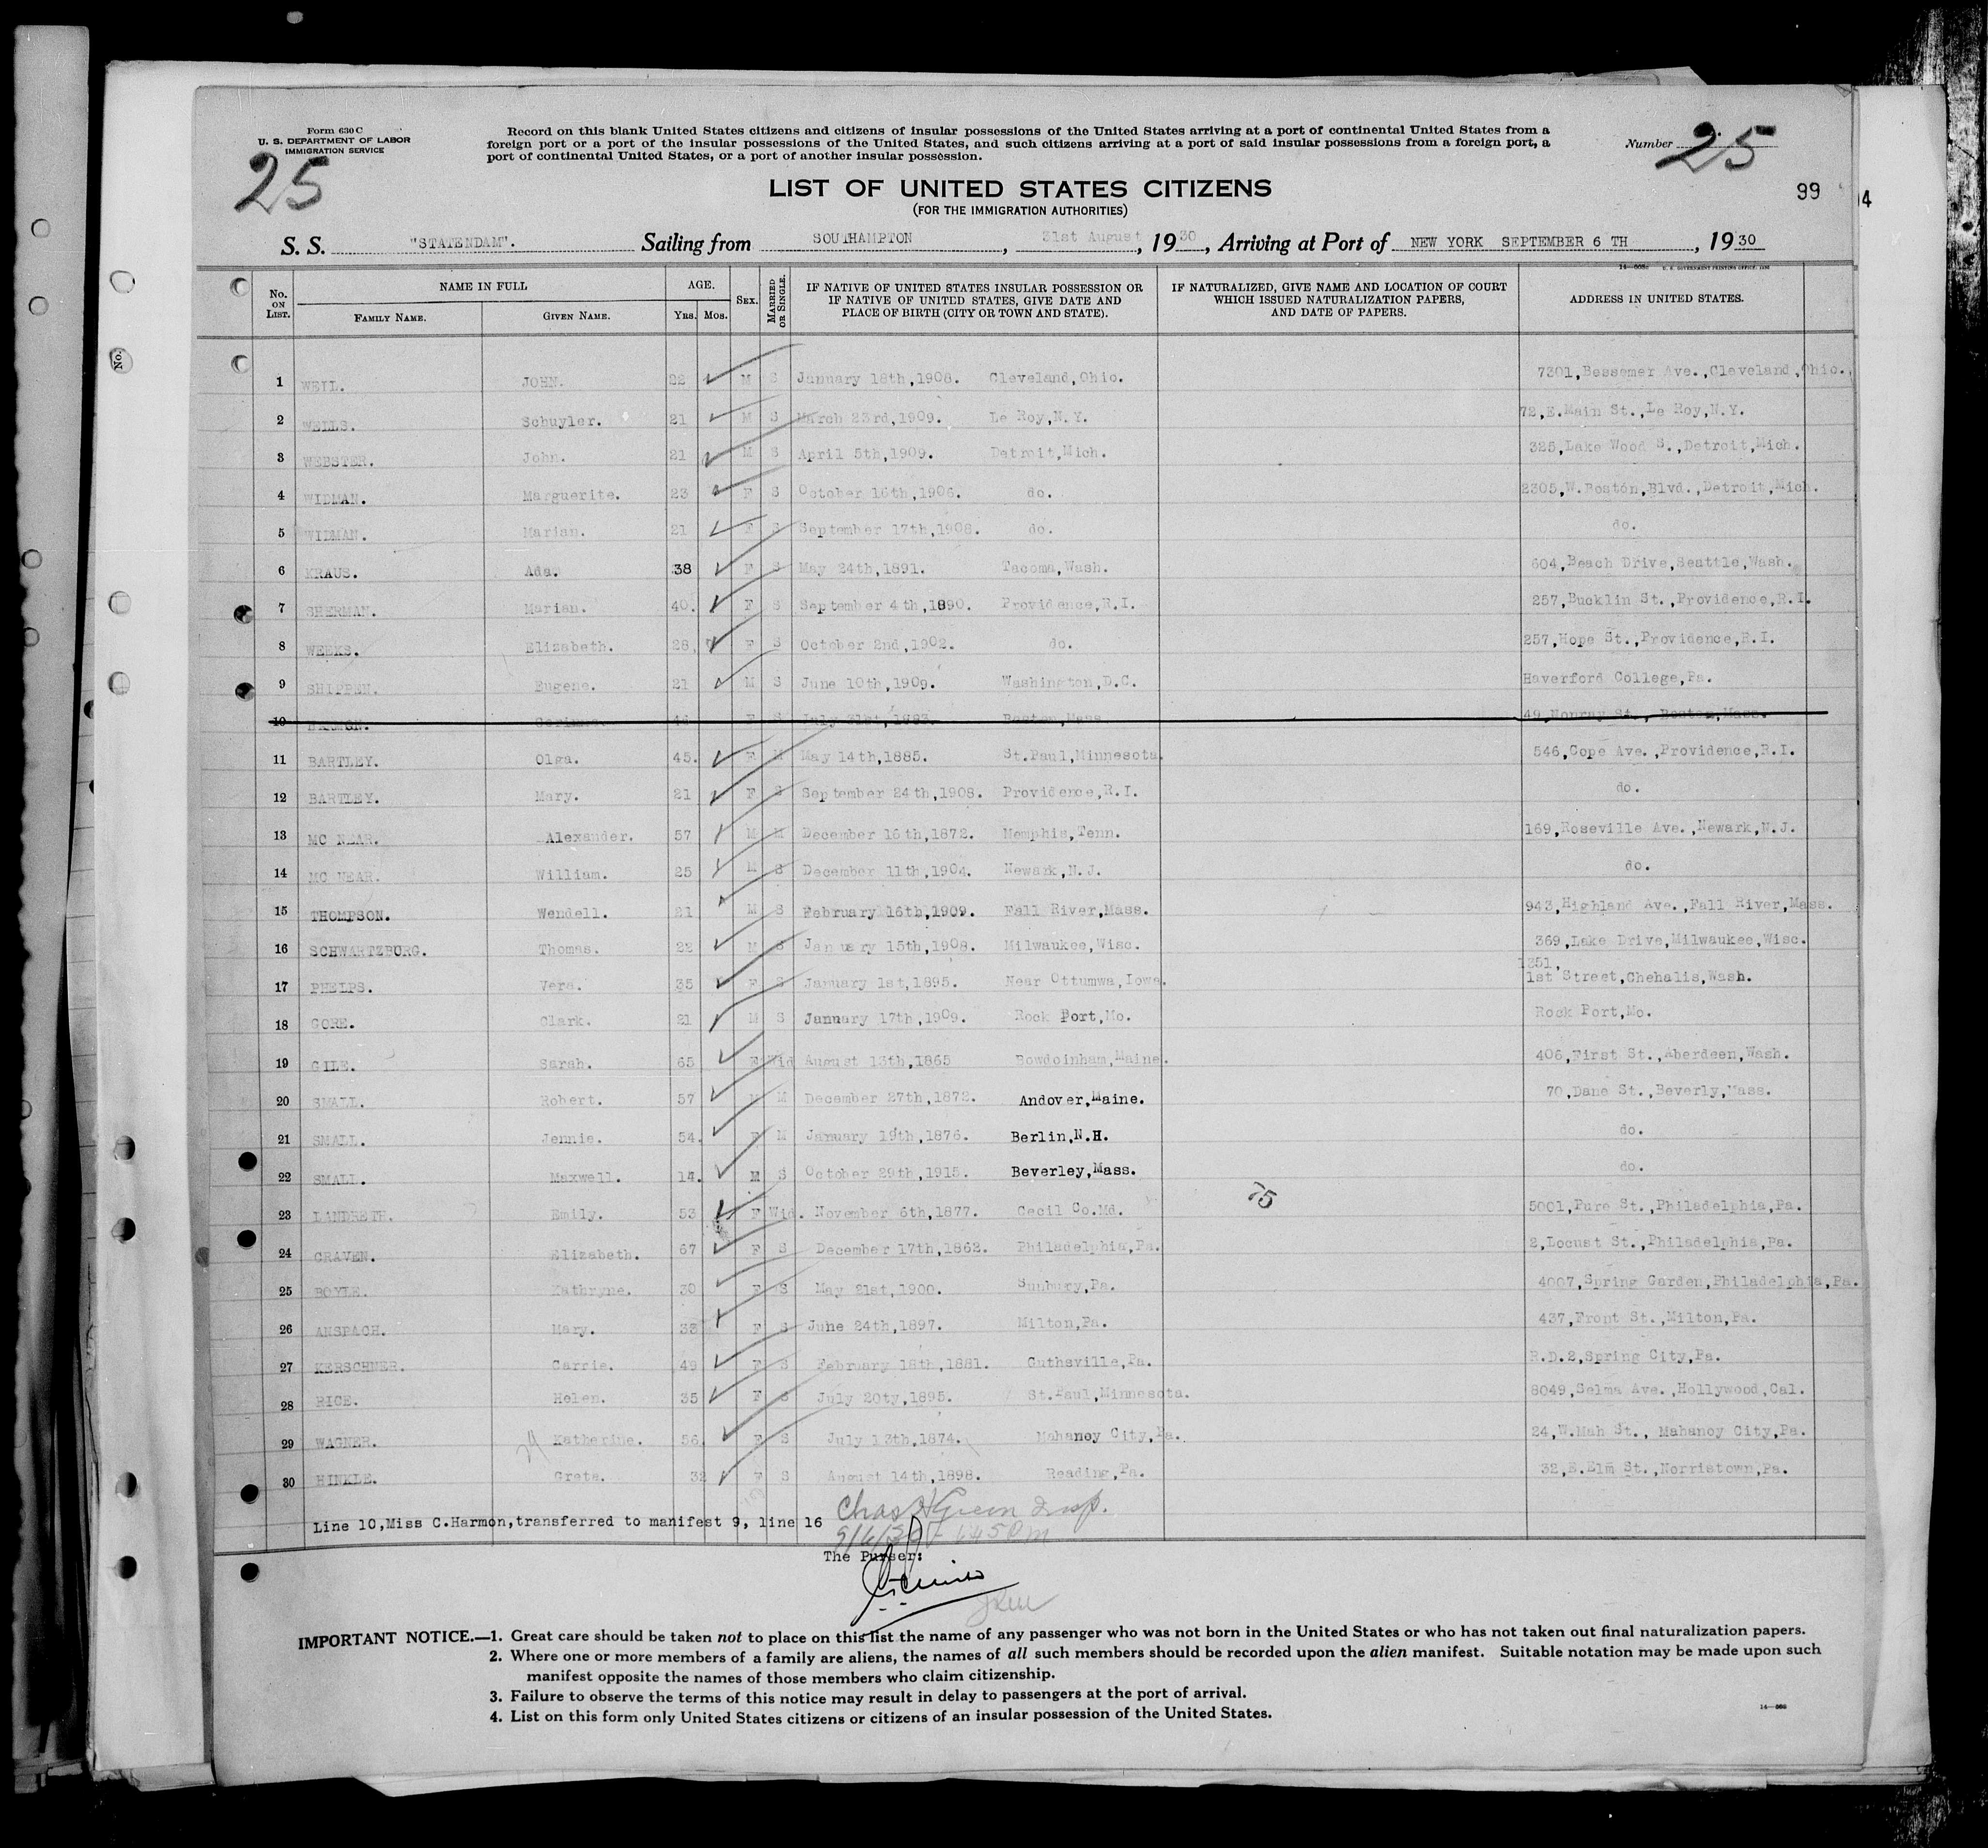 Form 630 C
U. S. DEPARTMENT OF LABOR
IMMIGRATION SERVICE
25
Record on this blank United States citizens and citizens of insular possessions of the United States arriving at a port of continental United States from a
foreign port or a port of the insular possessions of the United States, and such citizens arriving at a port of said insular possessions from a foreign port, a
port of continental United States, or a port of another insular possession.
Number 25
LIST OF UNITED STATES CITIZENS
(FOR THE IMMIGRATION AUTHORITIES)
99
4
S. S. "STATENDAM". Sailing from SOUTHAMPTON, 31st August, 1930, Arriving at Port of NEW YORK SEPTEMBER 6 TH, 1930
No. ON LIST. NAME IN FULL FAMILY NAME. GIVEN NAME. AGE. Yrs. Mos. SEX. MARRIED OR SINGLE. IF NATIVE OF UNITED STATES INSULAR POSSESSION OR IF NATIVE OF UNITED STATES, GIVE DATE AND PLACE OF BIRTH (CITY OR TOWN AND STATE). IF NATURALIZED, GIVE NAME AND LOCATION OF COURT WHICH ISSUED NATURALIZATION PAPERS, AND DATE OF PAPERS. ADDRESS IN UNITED STATES.
No.
1 WEIL. JOHN. 22 M S January 18th,1908. Cleveland,Ohio. 7301,Bessemer Ave.,Cleveland,Ohio.
2 WELLS. Schuyler. 21 M S March 23rd,1909. Le Roy,N.Y. 72,E.Main St.,Le Roy,N.Y.
3 WEBSTER. John. 21 M S April 5th,1909. Detroit,Mich. 325,Lake Wood S.,Detroit,Mich.
4 WIDMAN. Marguerite. 23 F S October 16th,1906. do. 2305,W.Boston,Blvd.,Detroit,Mich.
5 WIDMAN. Marian. 21 F S September 17th,1908. do. do.
6 KRAUS. Ada. 38 F S May 24th,1891. Tacoma,Wash. 604,Beach Drive,Seattle,Wash.
7 SHERMAN. Marian. 40. F S September 4th,1890. Providence,R.I. 257,Bucklin St.,Providence,R.I.
8 WEEKS. Elizabeth. 28, F S October 2nd,1902. do. 257,Hope St.,Providence,R.I.
9 SHIPPEN. Eugene. 21 M S June 10th,1909. Washington,D.C. Haverford College,Pa.
10 HARMON. F S July 31st,1883. Boston,Mass 49, St., Boston,Mass.
11 BARTLEY. Olga. 45. F M May 14th,1885. St.Paul,Minnesota. 546,Cope Ave.,Providence,R.I.
12 BARTLEY. Mary. 21 F S September 24th,1908. Providence,R.I. do.
13 MC NEAR. Alexander. 57 M M December 16th,1872. Memphis,Tenn. 169,Roseville Ave.,Newark,N.J.
14 MC NEAR. William. 25 M S December 11th,1904. Newark,N.J. do.
15 THOMPSON. Wendell. 21 M S February 16th,1909. Fall River,Mass. 943,Highland Ave.,Fall River,Mass.
16 SCHWARTZBURG. Thomas. 22 M S January 15th,1908. Milwaukee,Wisc. 369,Lake Drive,Milwaukee,Wisc.
17 PHELPS. Vera. 35 F S January 1st,1895. Near Ottumwa,Iowa. 1351, 1st Street,Chehalis,Wash.
18 GORE. Clark. 21 M S January 17th,1909. Rock Port,Mo. Rock Port,Mo.
19 GILE. Sarah. 65 F Wid August 13th,1865 Bowdoinham,Maine. 406,First St.,Aberdeen,Wash.
20 SMALL. Robert. 57 M M December 27th,1872. Andover,Maine. 70,Dane St.,Beverly,Mass.
21 SMALL. Jennie. 54. F M January 19th,1876. Berlin,N.H. do.
22 SMALL. Maxwell. 14. M S October 29th,1915. Beverley,Mass. do.
23 LANDRETH. Emily. 53 F Wid. November 6th,1877. Cecil Co.Md. 75 5001,Pure St.,Philadelphia,Pa.
24 CRAVEN. Elizabeth. 67 F S December 17th,1862. Philadelphia,Pa. 2,Locust St.,Philadelphia,Pa.
25 BOYLE. Kathryne. 30 F S May 21st,1900. Sunbury,Pa. 4007,Spring Garden,Philadelphia,Pa.
26 ANSPACH. Mary. 33 F S June 24th,1897. Milton,Pa. 437,Front St.,Milton,Pa.
27 KERSCHNER. Carrie. 49 F S February 18th,1881. Guthsville,Pa. R.D.2,Spring City,Pa.
28 RICE. Helen. 35 F S July 20ty,1895. St.Paul,Minnesota. 8049,Selma Ave.,Hollywood,Cal.
29 WAGNER. Katherine. 56. F S July 13th,1874. Mahanoy City,Pa. 24,W.Mah St., Mahanoy City,Pa.
30 HINKLE. Greta. 32 F S August 14th,1898. Reading,Pa. 32,E.Elm St.,Norristown,Pa.
Line 10,Miss C.Harmon,transferred to manifest 9, line 16
Chas H Green Insp.
9/6/30 645 Pm
The Purser:
IMPORTANT NOTICE.—1. Great care should be taken not to place on this list the name of any passenger who was not born in the United States or who has not taken out final naturalization papers.
2. Where one or more members of a family are aliens, the names of all such members should be recorded upon the alien manifest. Suitable notation may be made upon such
manifest opposite the names of those members who claim citizenship.
3. Failure to observe the terms of this notice may result in delay to passengers at the port of arrival.
4. List on this form only United States citizens or citizens of an insular possession of the United States.